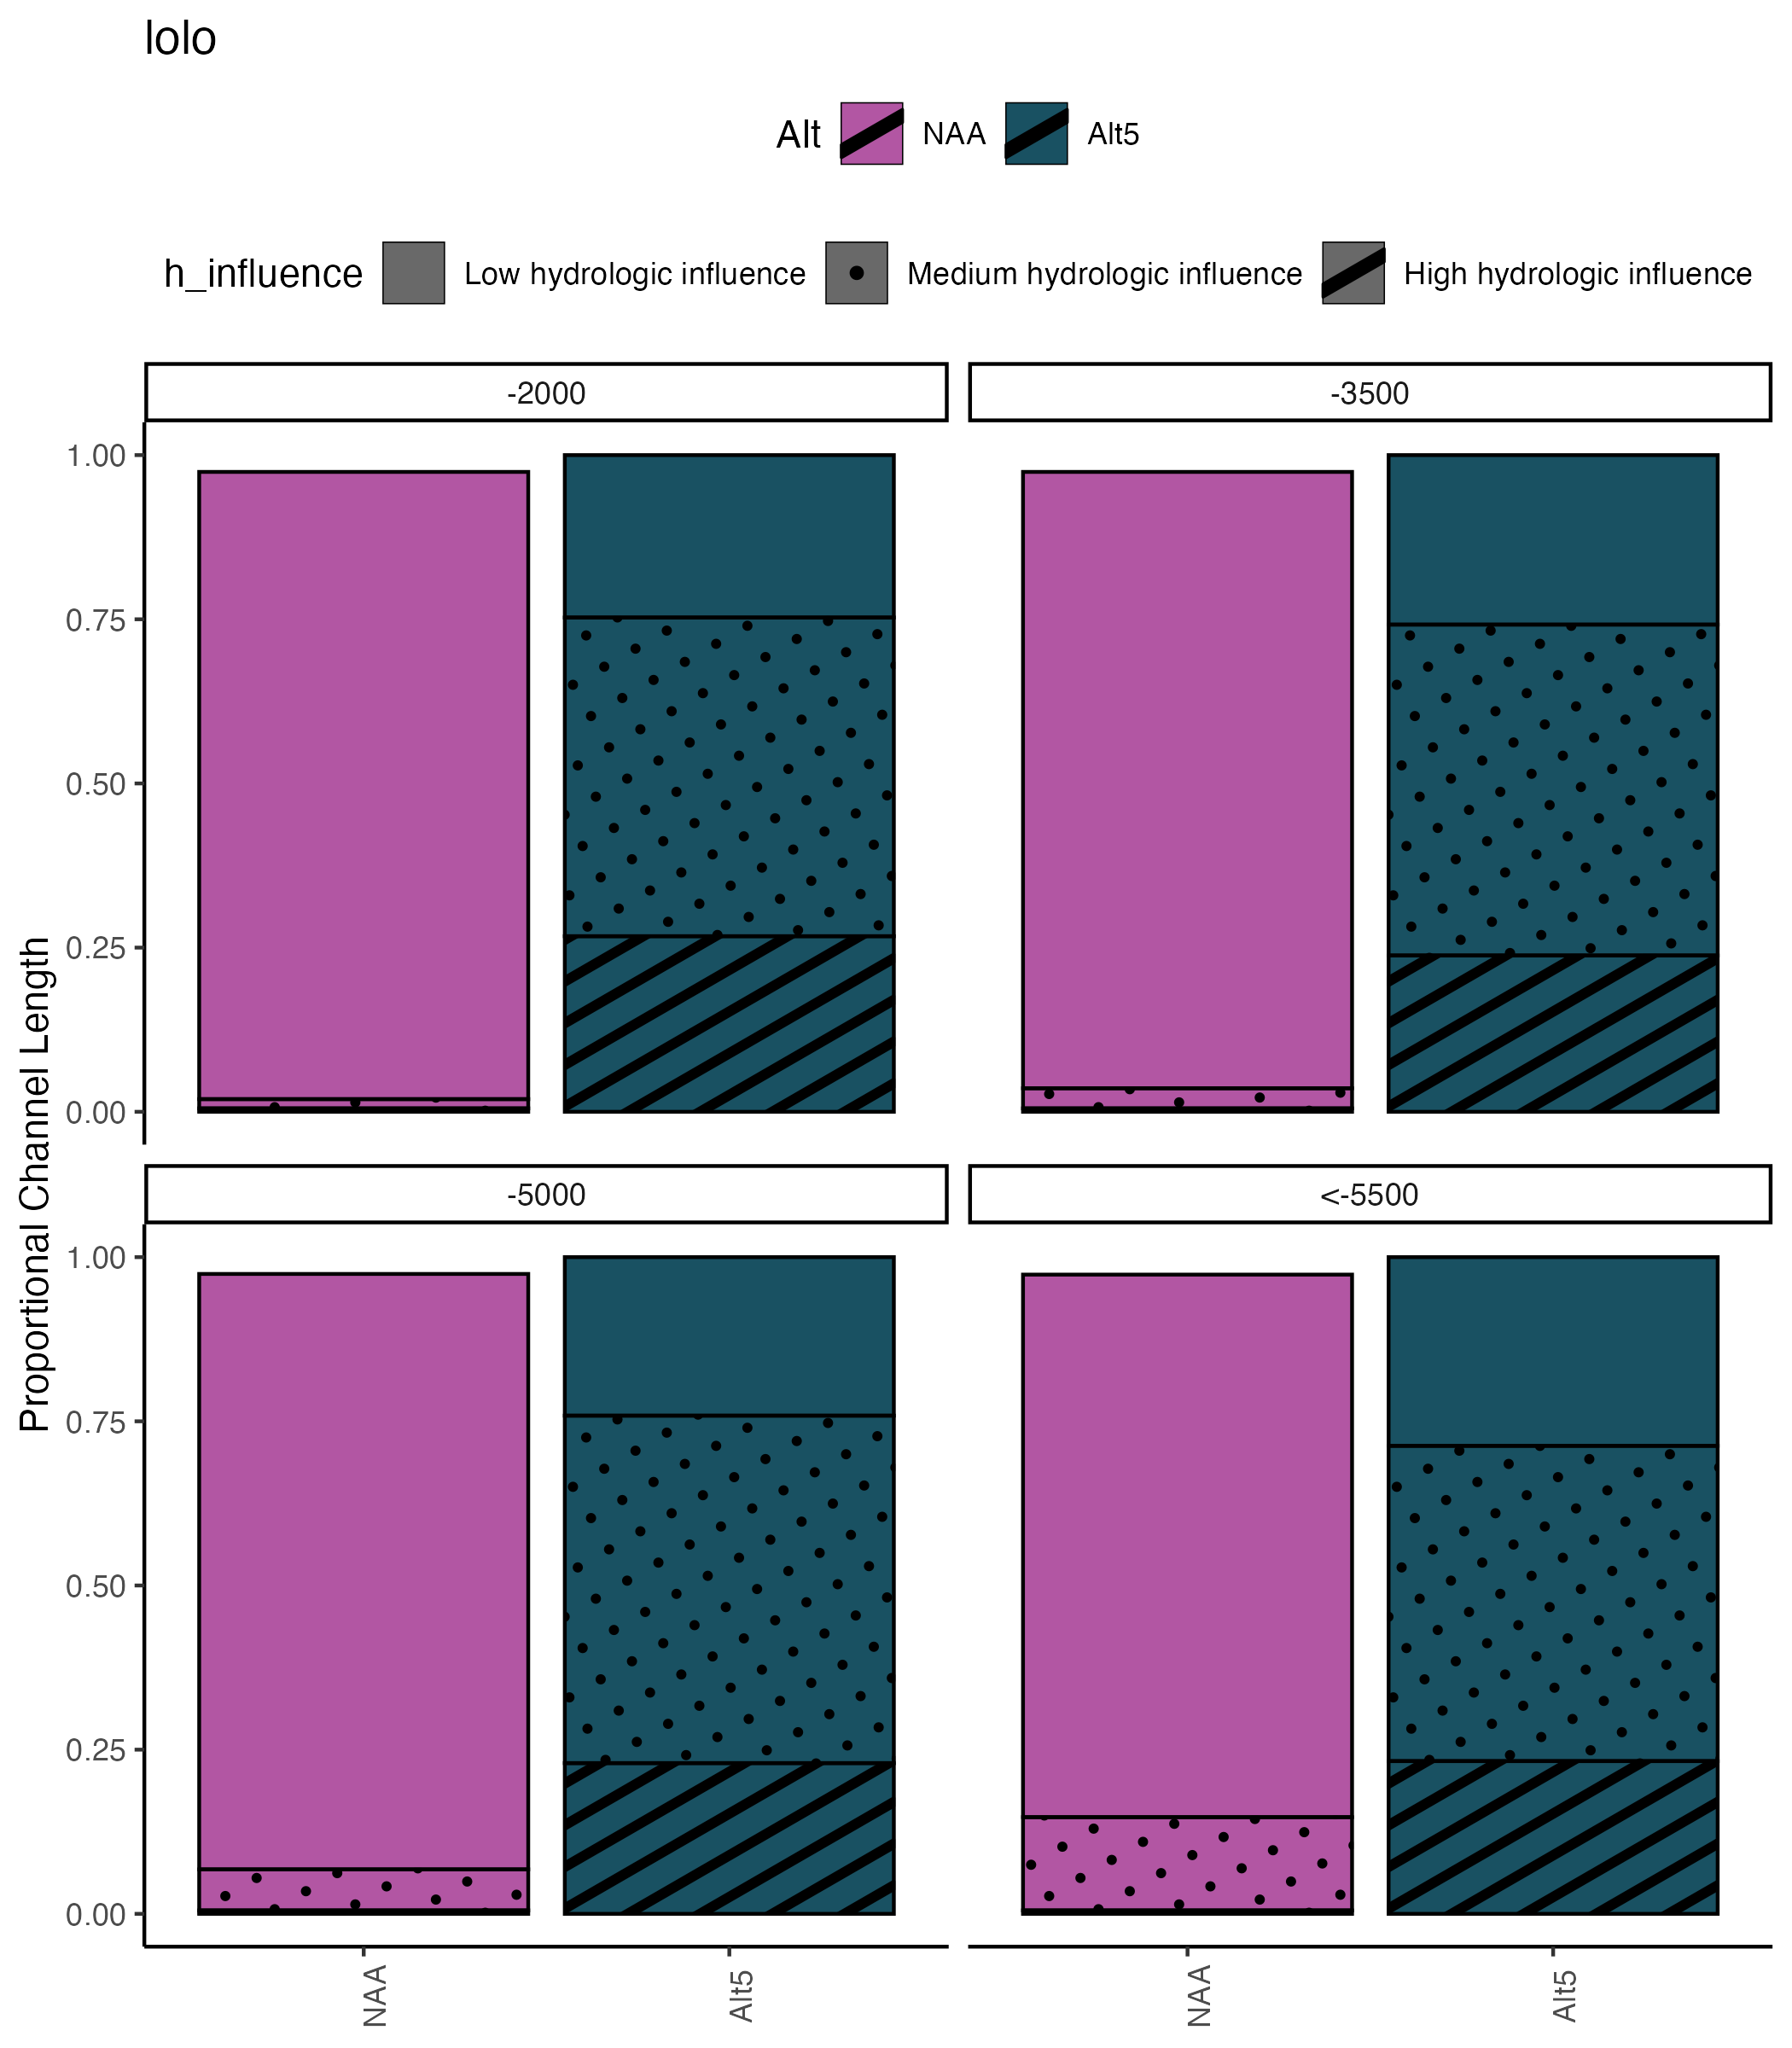 lolo
Alt NAA Alt5
h_influence Low hydrologic influence Medium hydrologic influence High hydrologic influence
-2000 -3500
1.00
0.75
0.50
0.25
0.00
Proportional Channel Length
-5000 <-5500
1.00
0.75
0.50
0.25
0.00
NAA Alt5 NAA Alt5